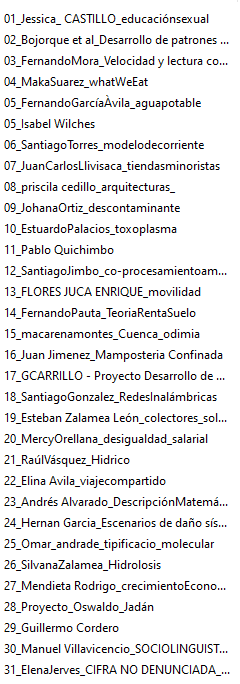 01_Jessica_ CASTILLO_educaciónsexual
02_Bojorque et al_Desarrollo de patrones ...
03_FernandoMora_Velocidad y lectura co...
04_MakaSuarez_whatWeEat
05_FernandoGarcíaÀvila_aguapotable
05_Isabel Wilches
06_SantiagoTorres_modelodecorriente
07_JuanCarlosLlivisaca_tiendasminoristas
08_priscila cedillo_arquitecturas_
09_JohanaOrtiz_descontaminante
10_EstuardoPalacios_toxoplasma
11_Pablo Quichimbo
12_SantiagoJimbo_co-procesamientoam...
13_FLORES JUCA ENRIQUE_movilidad
14_FernandoPauta_TeoriaRentaSuelo
15_macarenamontes_Cuenca_odimia
16_Juan Jimenez_Mamposteria Confinada
17_GCARRILLO - Proyecto Desarrollo de ...
18_SantiagoGonzalez_RedesInalámbricas
19_Esteban Zalamea León_colectores_sol...
20_MercyOrellana_desigualdad_salarial
21_RaúlVásquez_Hidrico
22_Elina Avila_viajecompartido
23_Andrés Alvarado_DescripciónMatemá...
24_Hernan Garcia_Escenarios de daño sís...
25_Omar_andrade_tipificacio_molecular
26_SilvanaZalamea_Hidrolosis
27_Mendieta Rodrigo_crecimientoEcono...
28_Proyecto_Oswaldo_Jadán
29_Guillermo Cordero
30_Manuel Villavicencio_SOCIOLINGUIST...
31_ElenaJerves_CIFRA NO DENUNCIADA_...